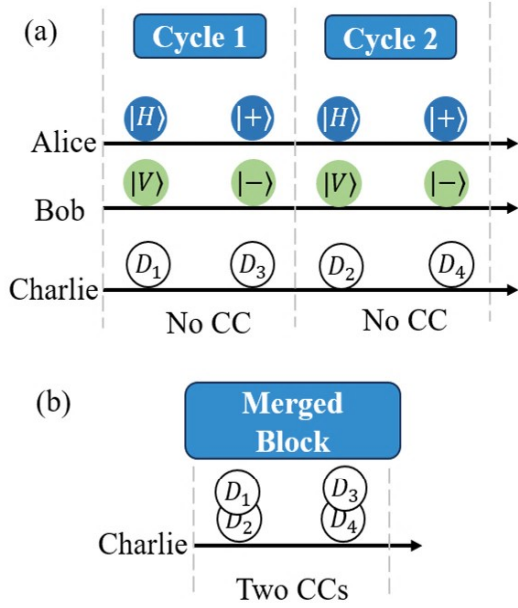 (a)
Cycle 1 Cycle 2
|H⟩ |+⟩ |H⟩ |+⟩
Alice
|V⟩ |−⟩ |V⟩ |−⟩
Bob
D₁ D₃ D₂ D₄
Charlie
No CC No CC
(b)
Merged
Block
D₁ D₃
D₂ D₄
Charlie
Two CCs